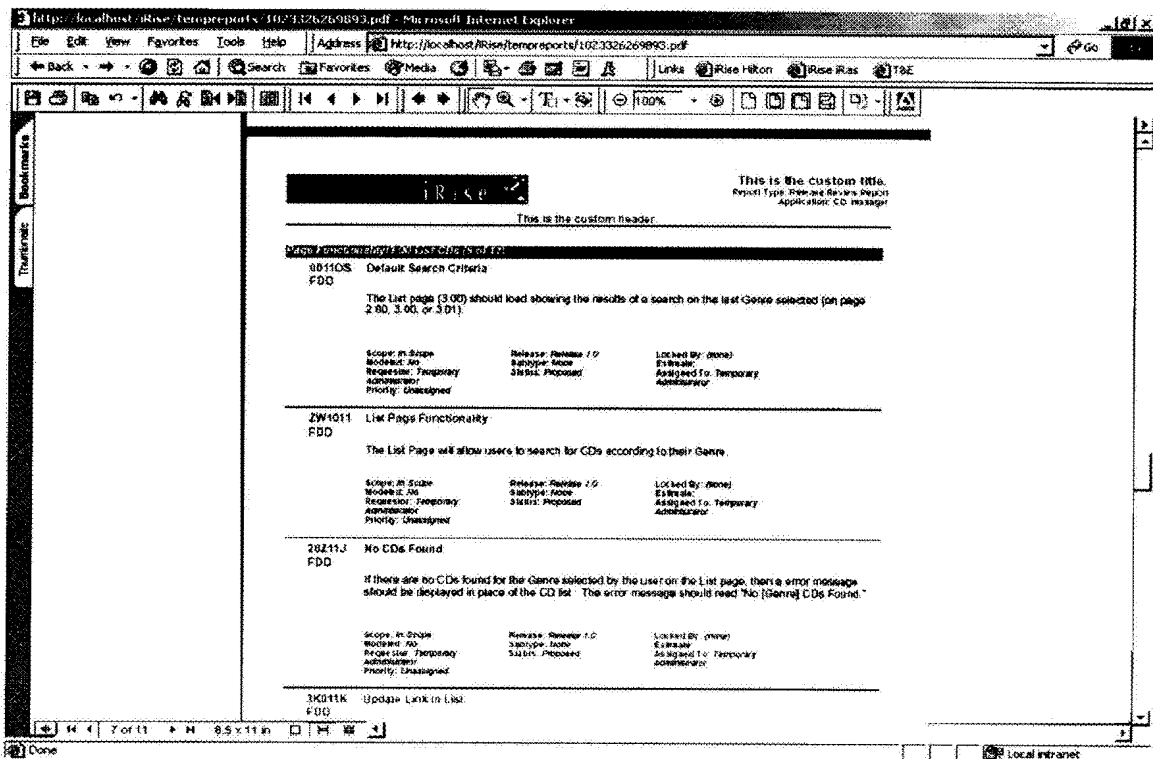 http://localhost/iRise/tempreports/1023326269893.pdf - Microsoft Internet Explorer
File Edit View Favorites Tools Help Address http://localhost/iRise/tempreports/1023326269893.pdf Go
Back Search Favorites Media Links iRise Hilton iRise iRas T&E
100%
Bookmarks
Thumbnails
iRise
This is the custom title.
Report Type: Release Review Report
Application: CD manager
This is the custom header.
Page Functionality
0011OS Default Search Criteria
FDD
The List page (3.00) should load showing the results of a search on the last Genre selected (on page
2.00, 3.00, or 3.01).
Scope: In Scope Release: Release 1.0 Locked By: (none)
Modeled: No Subtype: None Estimate:
Requestor: Temporary Status: Proposed Assigned To: Temporary
Administrator Administrator
Priority: Unassigned
ZW1011 List Page Functionality
FDD
The List Page will allow users to search for CDs according to their Genre.
Scope: In Scope Release: Release 1.0 Locked By: (none)
Modeled: No Subtype: None Estimate:
Requestor: Temporary Status: Proposed Assigned To: Temporary
Administrator Administrator
Priority: Unassigned
28Z11J No CDs Found
FDD
If there are no CDs found for the Genre selected by the user on the List page, then a error message
should be displayed in place of the CD list. The error message should read "No [Genre] CDs Found."
Scope: In Scope Release: Release 1.0 Locked By: (none)
Modeled: No Subtype: None Estimate:
Requestor: Temporary Status: Proposed Assigned To: Temporary
Administrator Administrator
Priority: Unassigned
3K011K Update Link in List
FDD
7 of 11 8.5 x 11 in
Done Local intranet